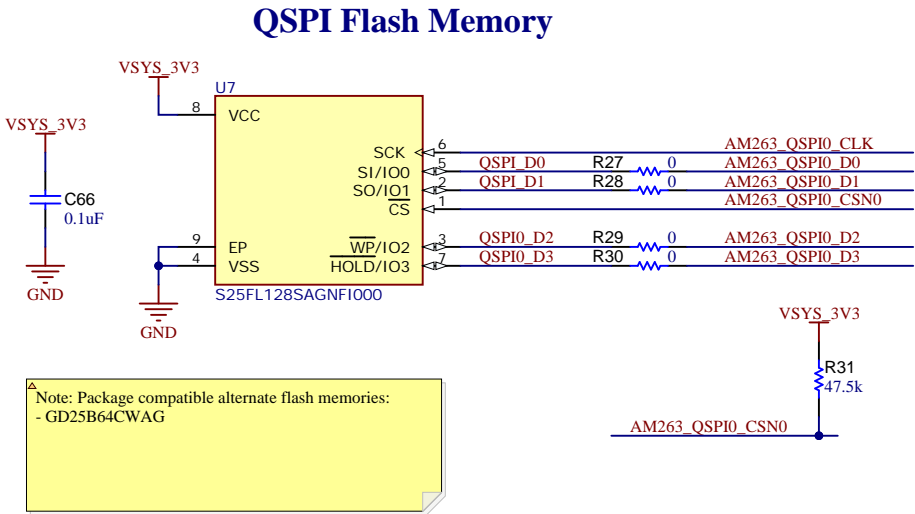 QSPI Flash Memory
VSYS_3V3
U7
8
VCC
VSYS_3V3
C66
0.1uF
GND
SCK
6
AM263_QSPI0_CLK
SI/IO0
5
QSPI_D0
R27
0
AM263_QSPI0_D0
SO/IO1
2
QSPI_D1
R28
0
AM263_QSPI0_D1
CS
1
AM263_QSPI0_CSN0
9
EP
WP/IO2
3
QSPI0_D2
R29
0
AM263_QSPI0_D2
4
VSS
HOLD/IO3
7
QSPI0_D3
R30
0
AM263_QSPI0_D3
S25FL128SAGNFI000
GND
VSYS_3V3
R31
47.5k
AM263_QSPI0_CSN0
Note: Package compatible alternate flash memories:
- GD25B64CWAG